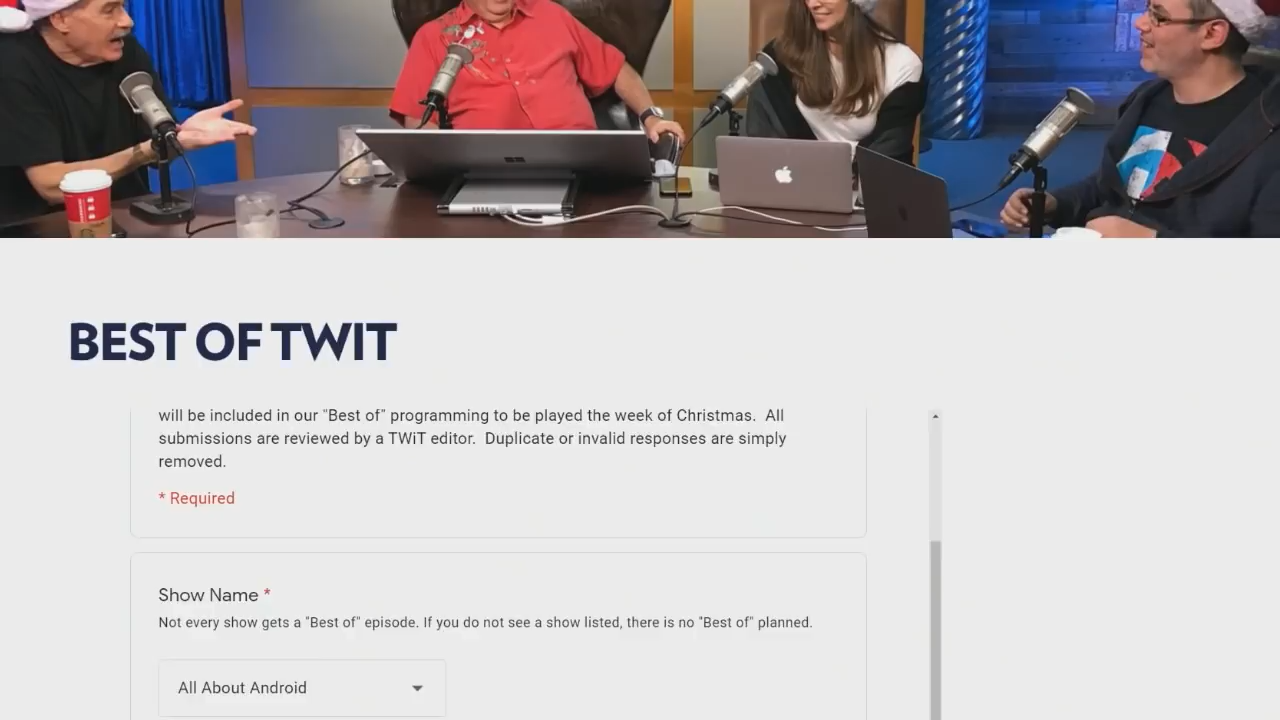 BEST OF TWIT
will be included in our "Best of" programming to be played the week of Christmas.  All
submissions are reviewed by a TWiT editor.  Duplicate or invalid responses are simply
removed.
* Required
Show Name *
Not every show gets a "Best of" episode. If you do not see a show listed, there is no "Best of" planned.
All About Android